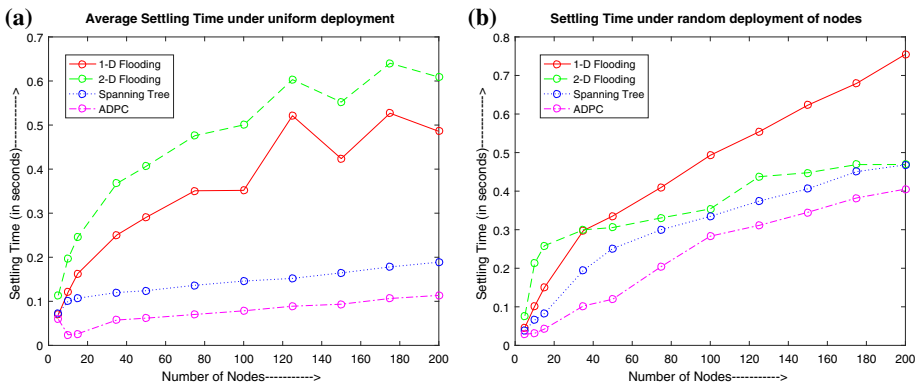 (a)
Average Settling Time under uniform deployment
0.7
0.6
0.5
0.4
0.3
0.2
0.1
0
Settling Time (in seconds)------------>
1-D Flooding
2-D Flooding
Spanning Tree
ADPC
0 20 40 60 80 100 120 140 160 180 200
Number of Nodes----------->
(b)
Settling Time under random deployment of nodes
0.8
0.7
0.6
0.5
0.4
0.3
0.2
0.1
0
Settling Time (in seconds)------------>
1-D Flooding
2-D Flooding
Spanning Tree
ADPC
0 20 40 60 80 100 120 140 160 180 200
Number of Nodes----------->